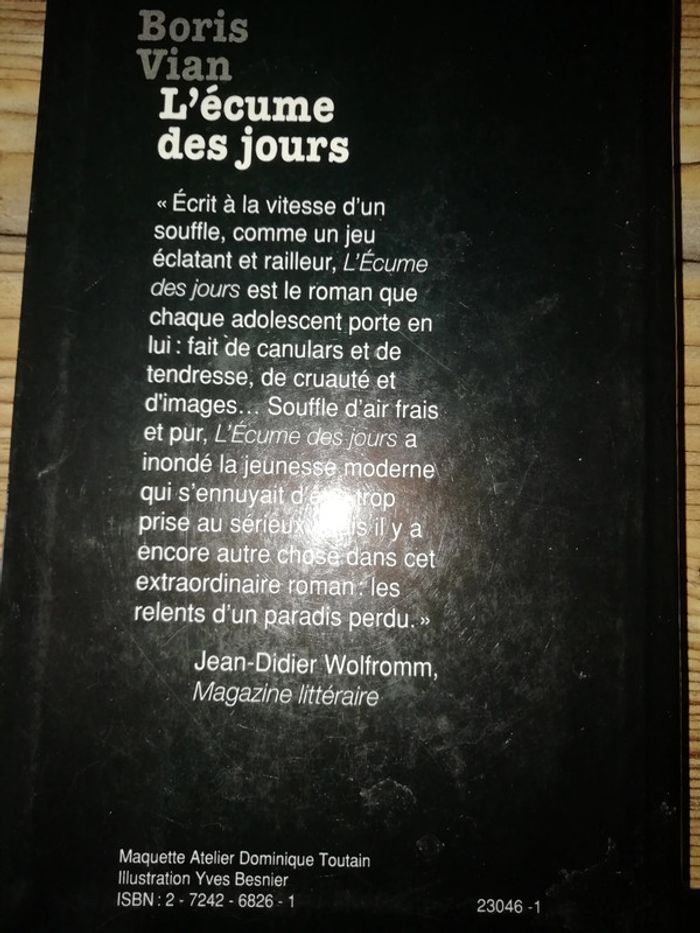 Boris
Vian
L'écume
des jours
« Écrit à la vitesse d'un
souffle, comme un jeu
éclatant et railleur, L'Écume
des jours est le roman que
chaque adolescent porte en
lui : fait de canulars et de
tendresse, de cruauté et
d'images... Souffle d'air frais
et pur, L'Écume des jours a
inondé la jeunesse moderne
qui s'ennuyait d'être trop
prise au sérieux. Mais il y a
encore autre chose dans cet
extraordinaire roman : les
relents d'un paradis perdu. »
Jean-Didier Wolfromm,
Magazine littéraire
Maquette Atelier Dominique Toutain
Illustration Yves Besnier
ISBN : 2 - 7242 - 6826 - 1
23046 -1